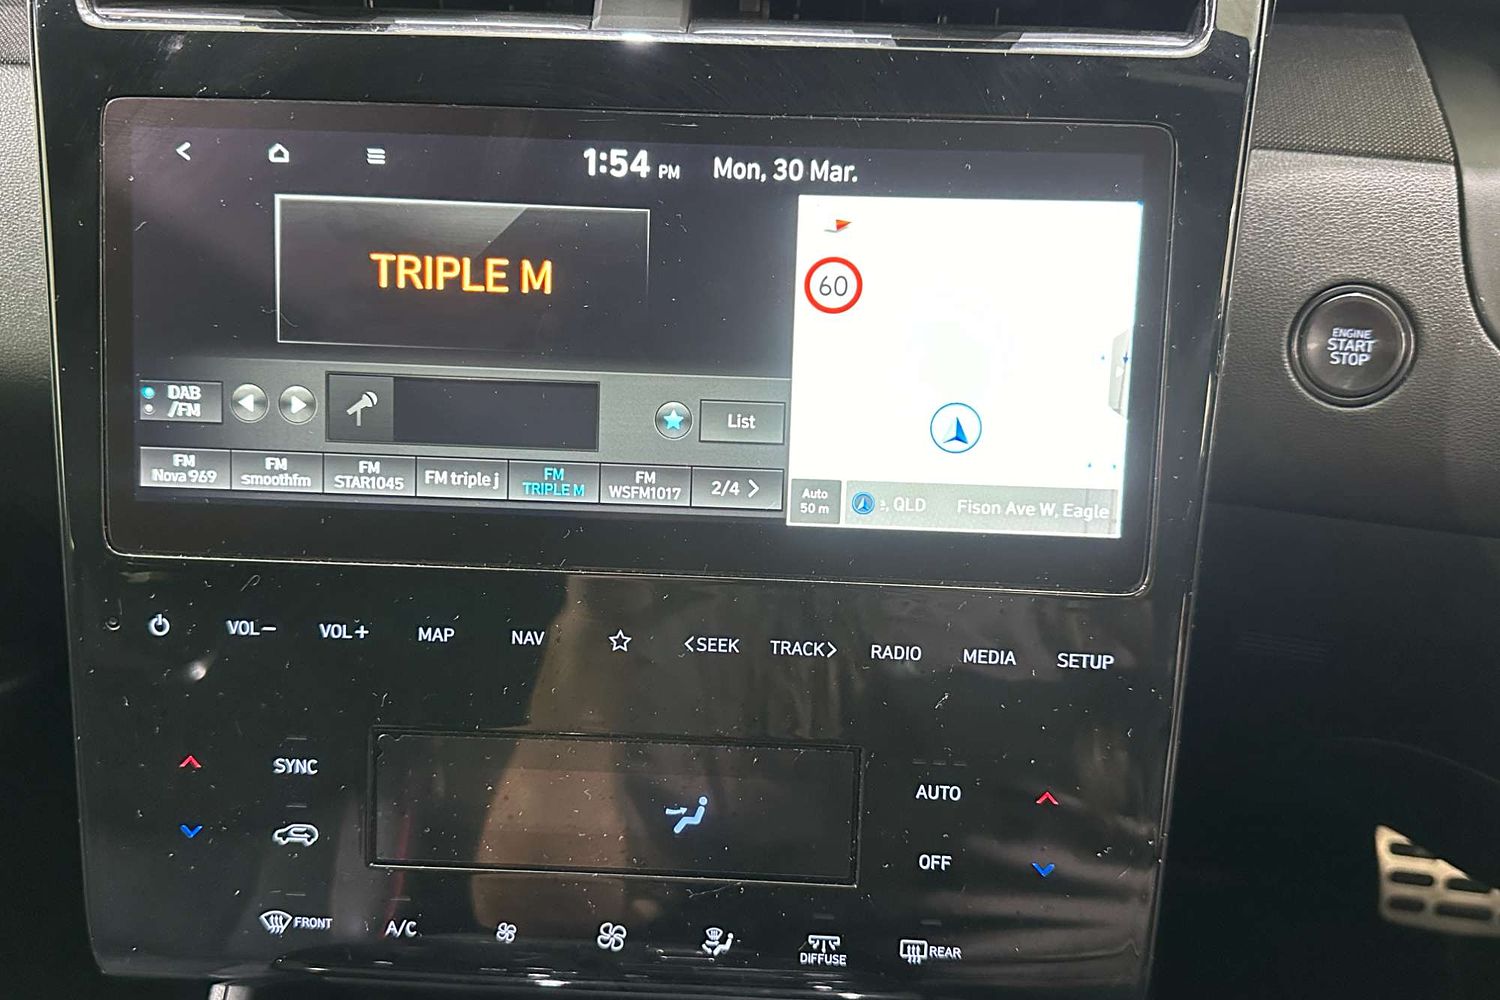 1:54 PM Mon, 30 Mar.
TRIPLE M
60
DAB
/FM
List
FM
Nova 969
FM
smoothfm
FM
STAR1045
FM triple j
FM
TRIPLE M
FM
WSFM1017
2/4
Auto
50 m
QLD Fison Ave W, Eagle
ENGINE
START
STOP
VOL−
VOL+
MAP
NAV
<SEEK
TRACK>
RADIO
MEDIA
SETUP
SYNC
AUTO
OFF
FRONT
A/C
DIFFUSE
REAR